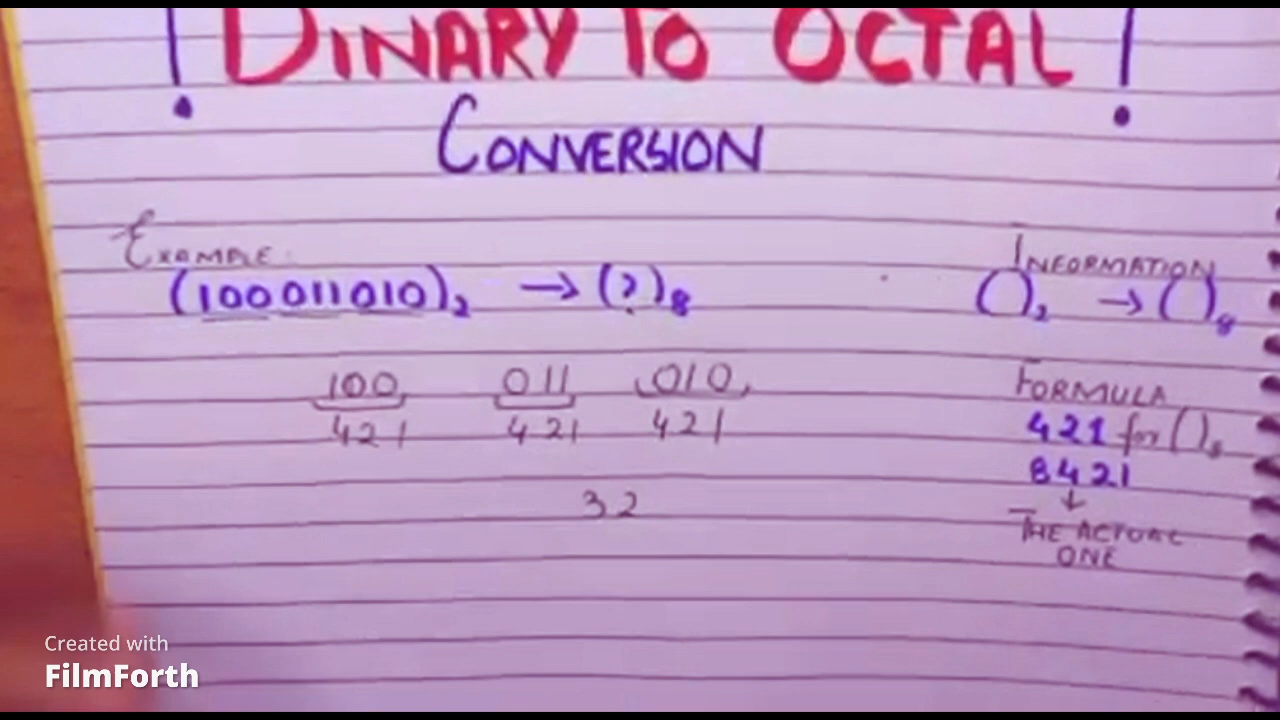 ! BINARY TO OCTAL !
CONVERSION
EXAMPLE:
(100011010)₂ → (?)₈
100 011 010
421 421 421
32
INFORMATION
()₂ → ()₈
FORMULA
421 for ()₈
8421
↓
THE ACTUAL
ONE
Created with
FilmForth